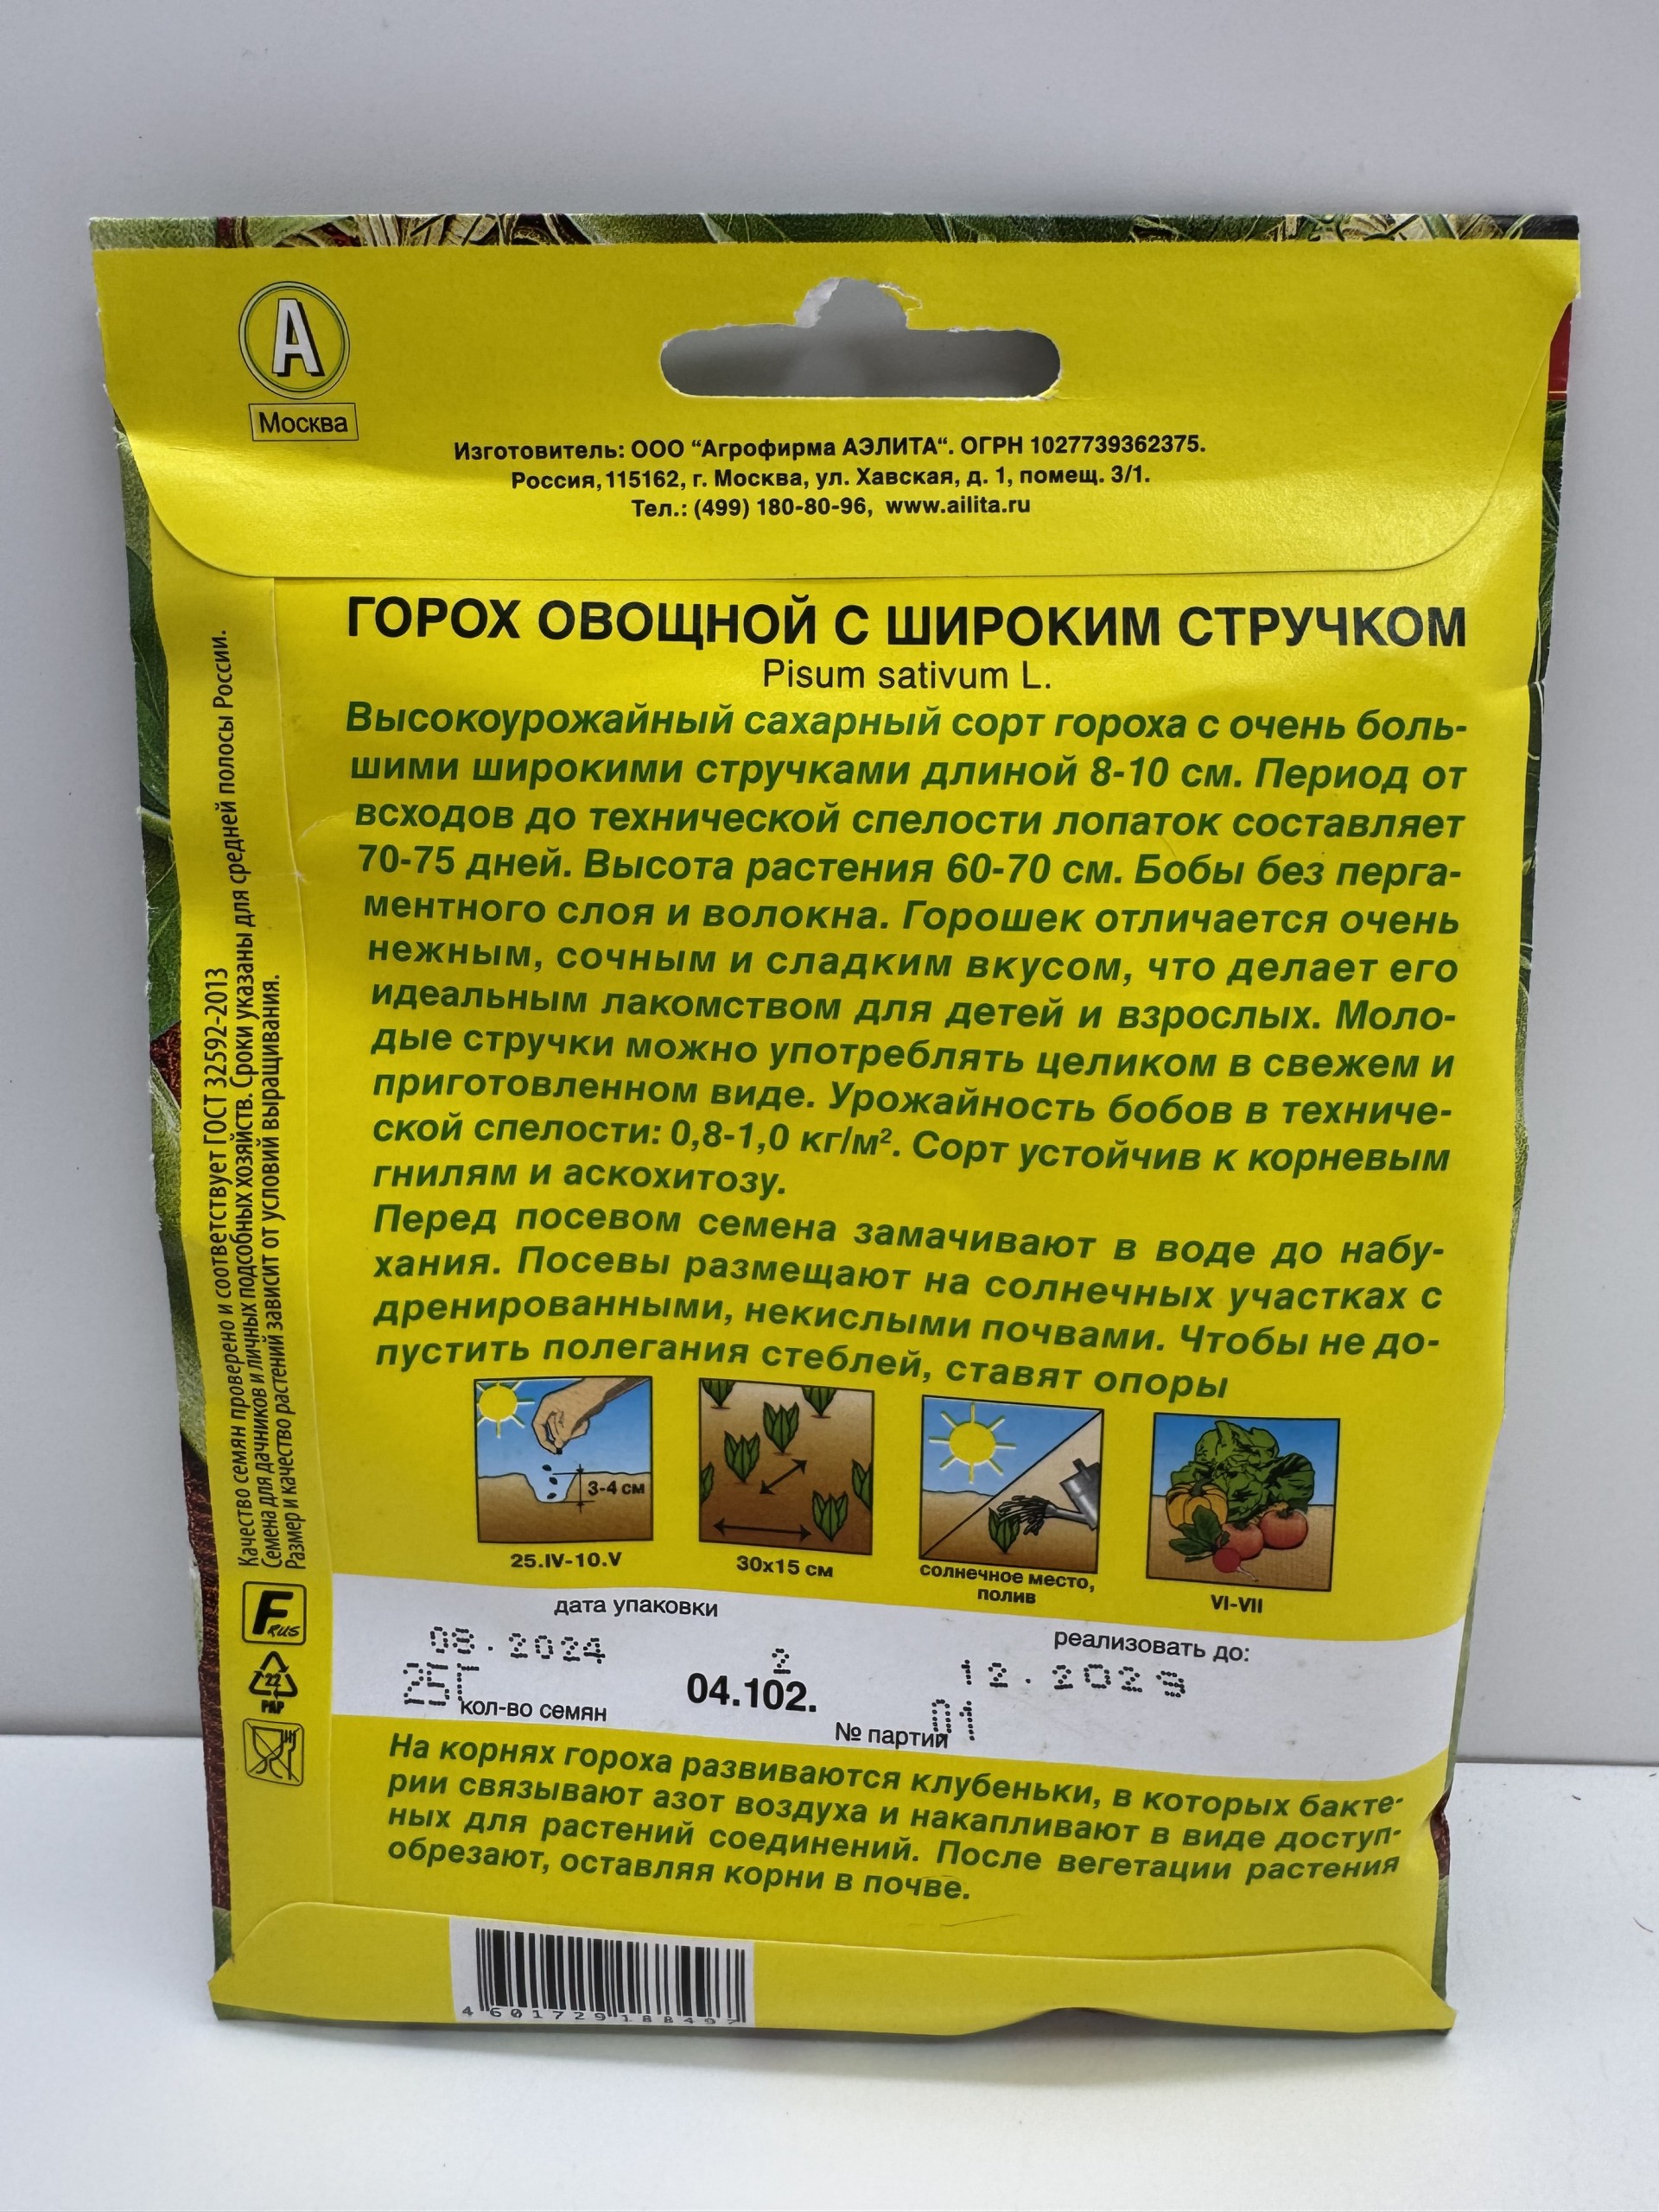 А
Москва
Изготовитель: ООО “Агрофирма АЭЛИТА“. ОГРН 1027739362375.
Россия, 115162, г. Москва, ул. Хавская, д. 1, помещ. 3/1.
Тел.: (499) 180-80-96, www.ailita.ru
ГОРОХ ОВОЩНОЙ С ШИРОКИМ СТРУЧКОМ
Pisum sativum L.
Высокоурожайный сахарный сорт гороха с очень боль-
шими широкими стручками длиной 8-10 см. Период от
всходов до технической спелости лопаток составляет
70-75 дней. Высота растения 60-70 см. Бобы без перга-
ментного слоя и волокна. Горошек отличается очень
нежным, сочным и сладким вкусом, что делает его
идеальным лакомством для детей и взрослых. Моло-
дые стручки можно употреблять целиком в свежем и
приготовленном виде. Урожайность бобов в техниче-
ской спелости: 0,8-1,0 кг/м². Сорт устойчив к корневым
гнилям и аскохитозу.
Перед посевом семена замачивают в воде до набу-
хания. Посевы размещают на солнечных участках с
дренированными, некислыми почвами. Чтобы не до-
пустить полегания стеблей, ставят опоры
3-4 см
25.IV-10.V
30x15 см
солнечное место,
полив
VI-VII
дата упаковки
08.2024
25Г
кол-во семян
2
04.102.
реализовать до:
12.2029
№ партии
01
На корнях гороха развиваются клубеньки, в которых бакте-
рии связывают азот воздуха и накапливают в виде доступ-
ных для растений соединений. После вегетации растения
обрезают, оставляя корни в почве.
4 601729 188497
Качество семян проверено и соответствует ГОСТ 32592-2013
Семена для дачников и личных подсобных хозяйств. Сроки указаны для средней полосы России.
Размер и качество растений зависит от условий выращивания.
F RUS
22
PAP